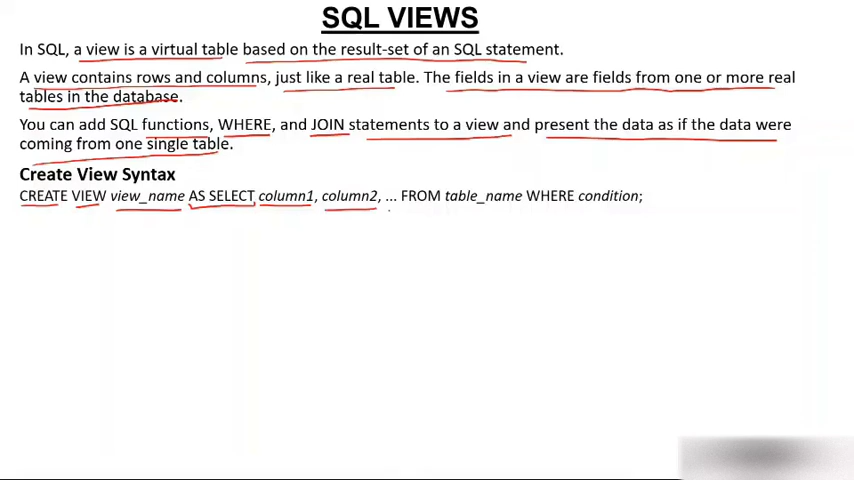 SQL VIEWS
In SQL, a view is a virtual table based on the result-set of an SQL statement.
A view contains rows and columns, just like a real table. The fields in a view are fields from one or more real
tables in the database.
You can add SQL functions, WHERE, and JOIN statements to a view and present the data as if the data were
coming from one single table.
Create View Syntax
CREATE VIEW view_name AS SELECT column1, column2, ... FROM table_name WHERE condition;